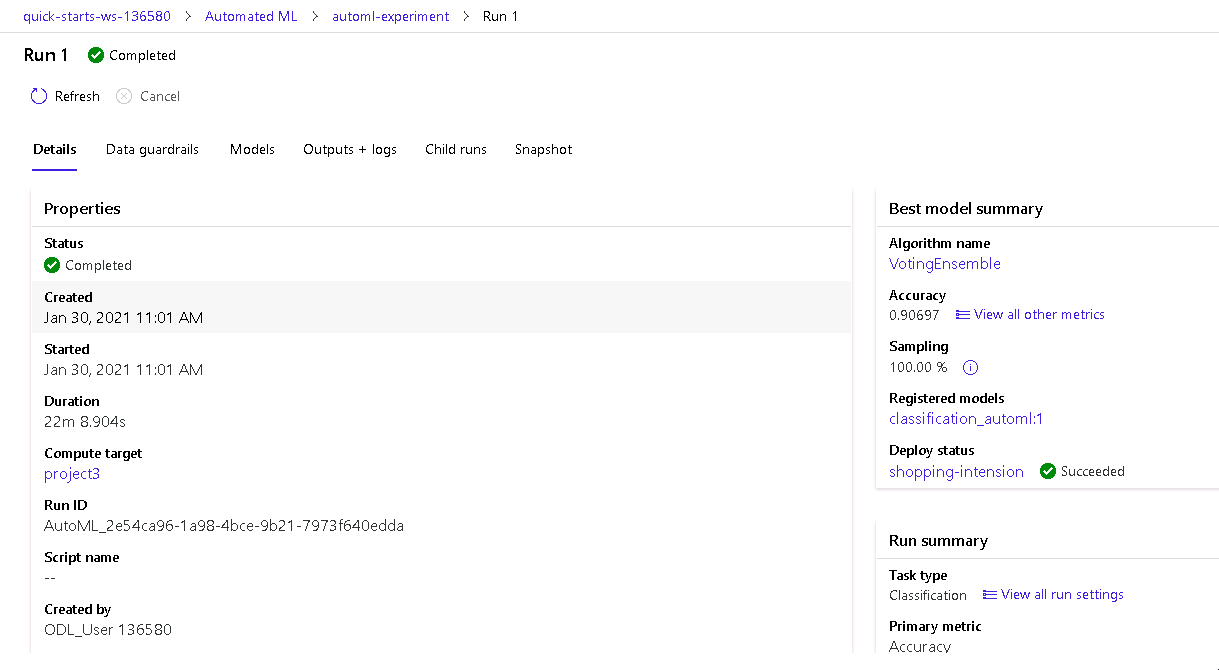 quick-starts-ws-136580 > Automated ML > automl-experiment > Run 1
Run 1 Completed
Refresh Cancel
Details Data guardrails Models Outputs + logs Child runs Snapshot
Properties
Status
Completed
Created
Jan 30, 2021 11:01 AM
Started
Jan 30, 2021 11:01 AM
Duration
22m 8.904s
Compute target
project3
Run ID
AutoML_2e54ca96-1a98-4bce-9b21-7973f640edda
Script name
--
Created by
ODL_User 136580
Best model summary
Algorithm name
VotingEnsemble
Accuracy
0.90697 View all other metrics
Sampling
100.00 %
Registered models
classification_automl:1
Deploy status
shopping-intension Succeeded
Run summary
Task type
Classification View all run settings
Primary metric
Accuracy